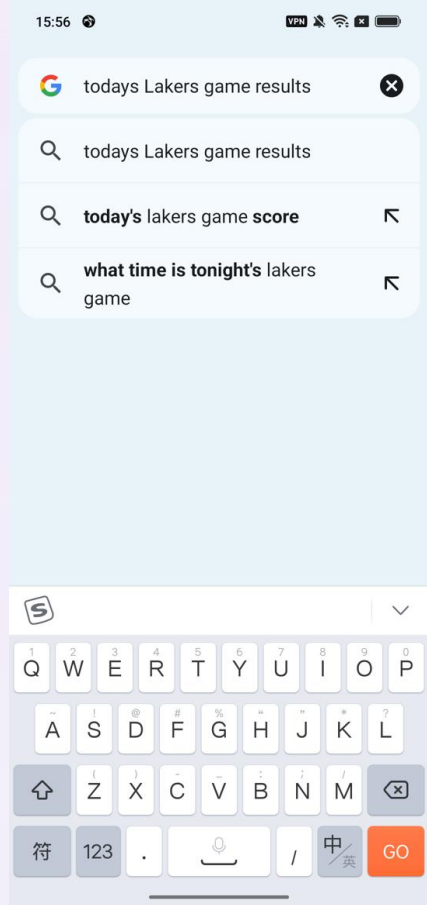 15:56 VPN
todays Lakers game results
todays Lakers game results
today's lakers game score
what time is tonight's lakers
game
S
1 2 3 4 5 6 7 8 9 0
Q W E R T Y U I O P
~ ! @ # % “ ” * ?
A S D F G H J K L
( ) - _ : ; /
Z X C V B N M
符 123 . / 中/英 GO